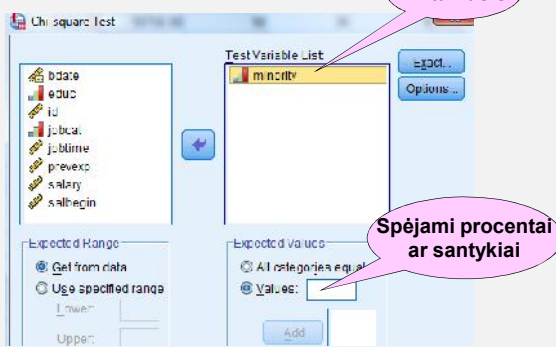 Chi-square Test
Test Variable List:
bdate
educ
id
jobcat
jobtime
prevexp
salary
salbegin
minority
Exact...
Options...
Expected Range
Get from data
Use specified range
Lower:
Upper:
Expected Values
All categories equal
Values:
Add
Spėjami procentai
ar santykiai